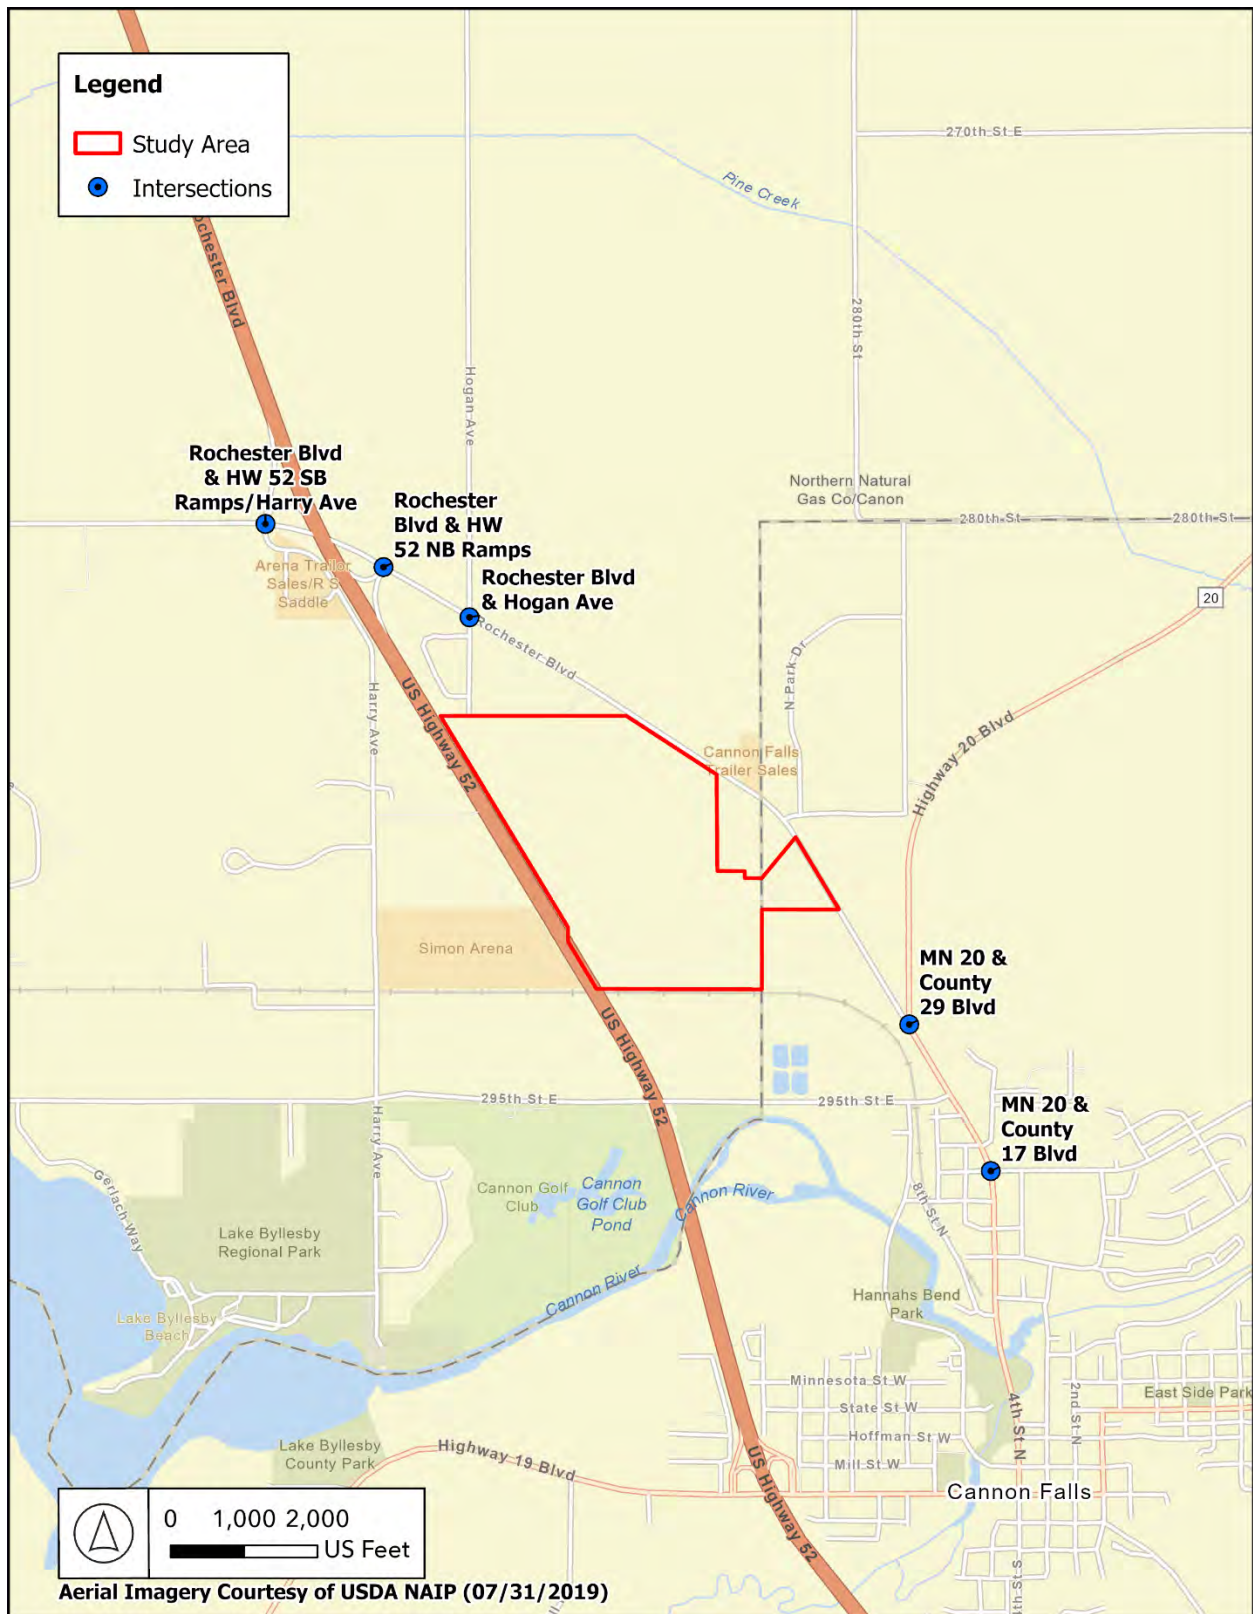 Legend
Study Area
Intersections
270th St E
Pine Creek
ochester Blvd
280th St
Hogan Ave
Rochester Blvd
& HW 52 SB
Ramps/Harry Ave
Rochester
Blvd & HW
52 NB Ramps
Northern Natural
Gas Co/Canon
280th St
280th St
Arena Trailor
Sales/R S
Saddle
Rochester Blvd
& Hogan Ave
20
Rochester Blvd
N Park Dr
Harry Ave
US Highway 52
Cannon Falls
Trailer Sales
Highway 20 Blvd
Simon Arena
MN 20 &
County
29 Blvd
US Highway 52
295th St E
295th St E
MN 20 &
County
17 Blvd
Harry Ave
Gerlach Way
Cannon Golf
Club
Cannon
Golf Club
Pond
Cannon River
8th St N
Lake Byllesby
Regional Park
Cannon River
Hannahs Bend
Park
Lake Byllesby
Beach
Minnesota St W
State St W
Hoffman St W
Mill St W
4th St N
2nd St N
East Side Park
Lake Byllesby
County Park
Highway 19 Blvd
US Highway 52
Cannon Falls
4th St S
0 1,000 2,000
US Feet
Aerial Imagery Courtesy of USDA NAIP (07/31/2019)